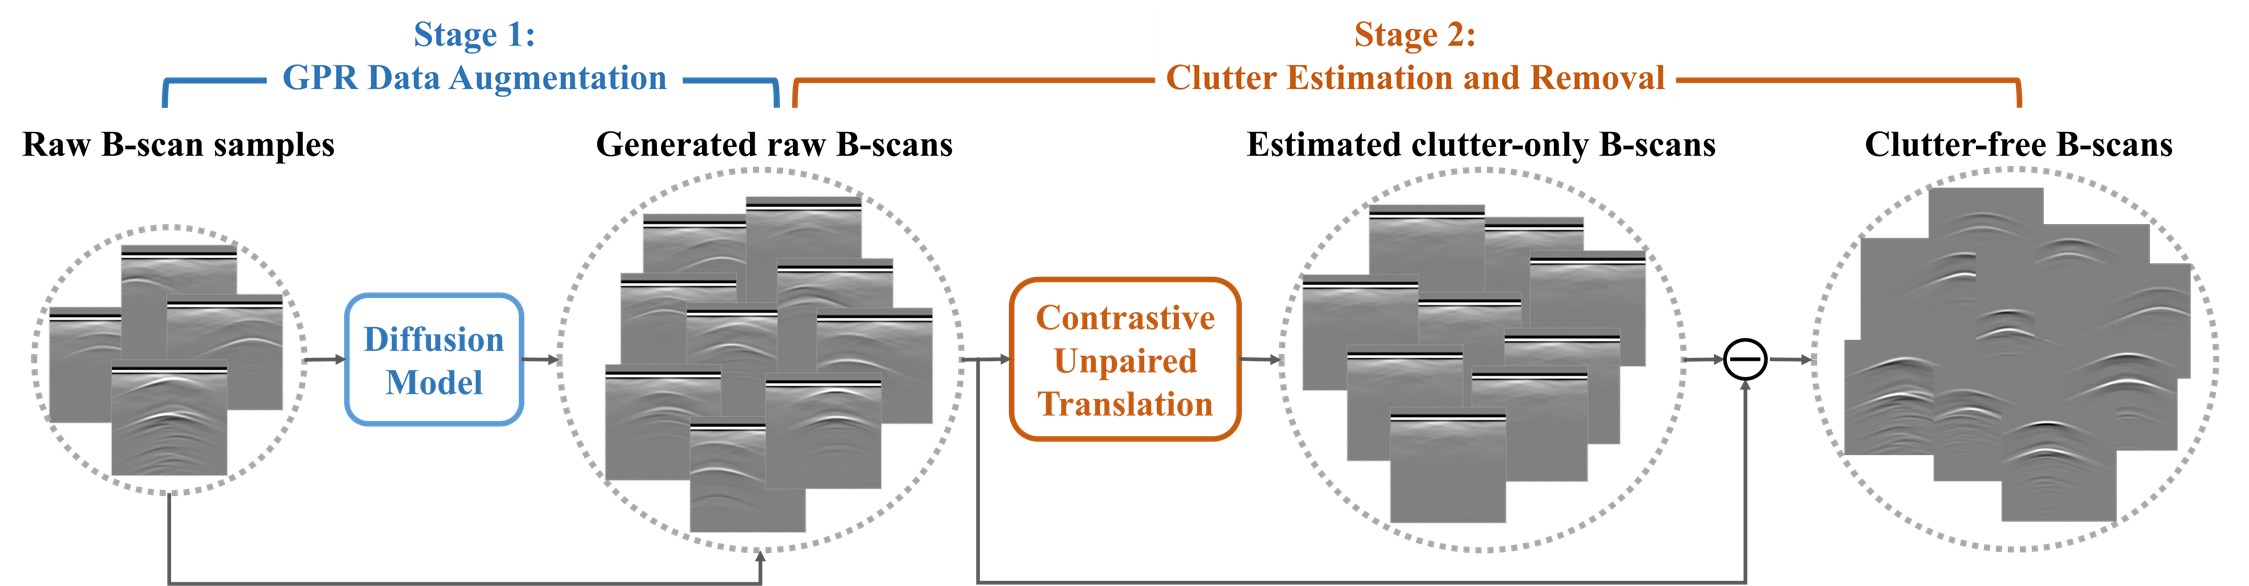 Stage 1:
GPR Data Augmentation
Stage 2:
Clutter Estimation and Removal
Raw B-scan samples
Generated raw B-scans
Estimated clutter-only B-scans
Clutter-free B-scans
Diffusion
Model
Contrastive
Unpaired
Translation